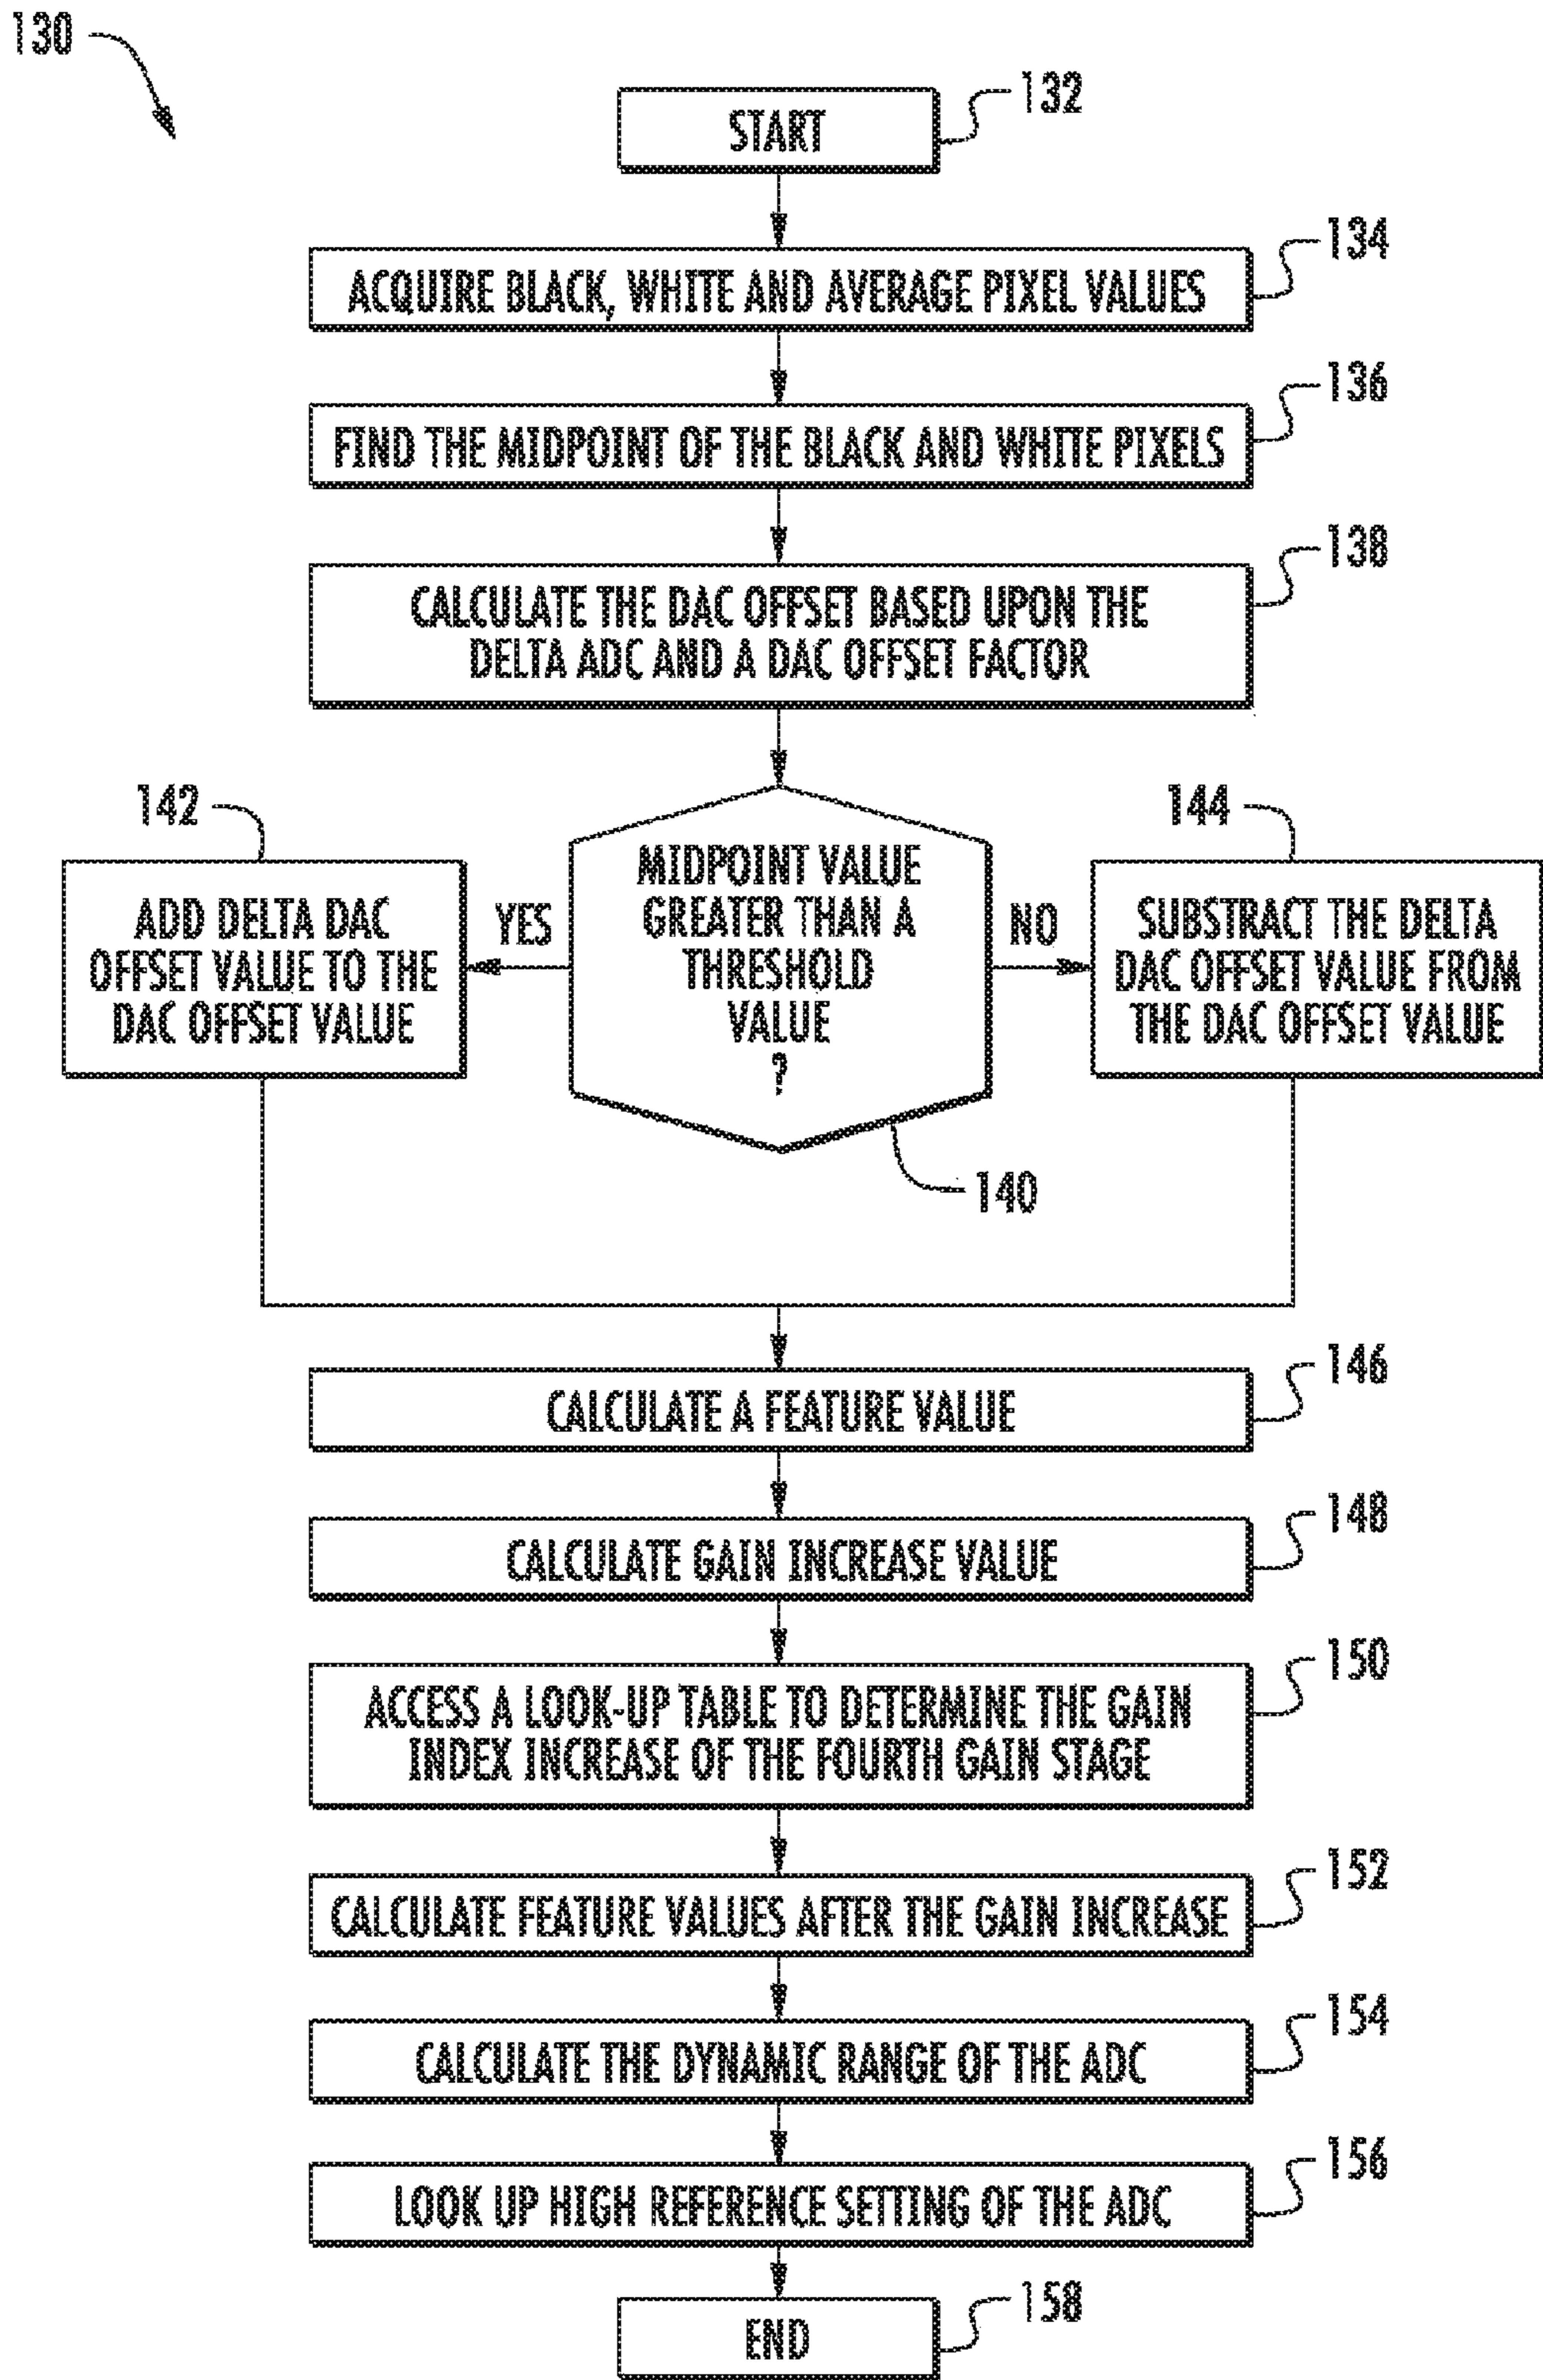 130
132
START
134
ACQUIRE BLACK, WHITE AND AVERAGE PIXEL VALUES
136
FIND THE MIDPOINT OF THE BLACK AND WHITE PIXELS
138
CALCULATE THE DAC OFFSET BASED UPON THE
DELTA ADC AND A DAC OFFSET FACTOR
142
ADD DELTA DAC
OFFSET VALUE TO THE
DAC OFFSET VALUE
YES
MIDPOINT VALUE
GREATER THAN A
THRESHOLD
VALUE
?
140
NO
144
SUBSTRACT THE DELTA
DAC OFFSET VALUE FROM
THE DAC OFFSET VALUE
146
CALCULATE A FEATURE VALUE
148
CALCULATE GAIN INCREASE VALUE
150
ACCESS A LOOK-UP TABLE TO DETERMINE THE GAIN
INDEX INCREASE OF THE FOURTH GAIN STAGE
152
CALCULATE FEATURE VALUES AFTER THE GAIN INCREASE
154
CALCULATE THE DYNAMIC RANGE OF THE ADC
156
LOOK UP HIGH REFERENCE SETTING OF THE ADC
158
END